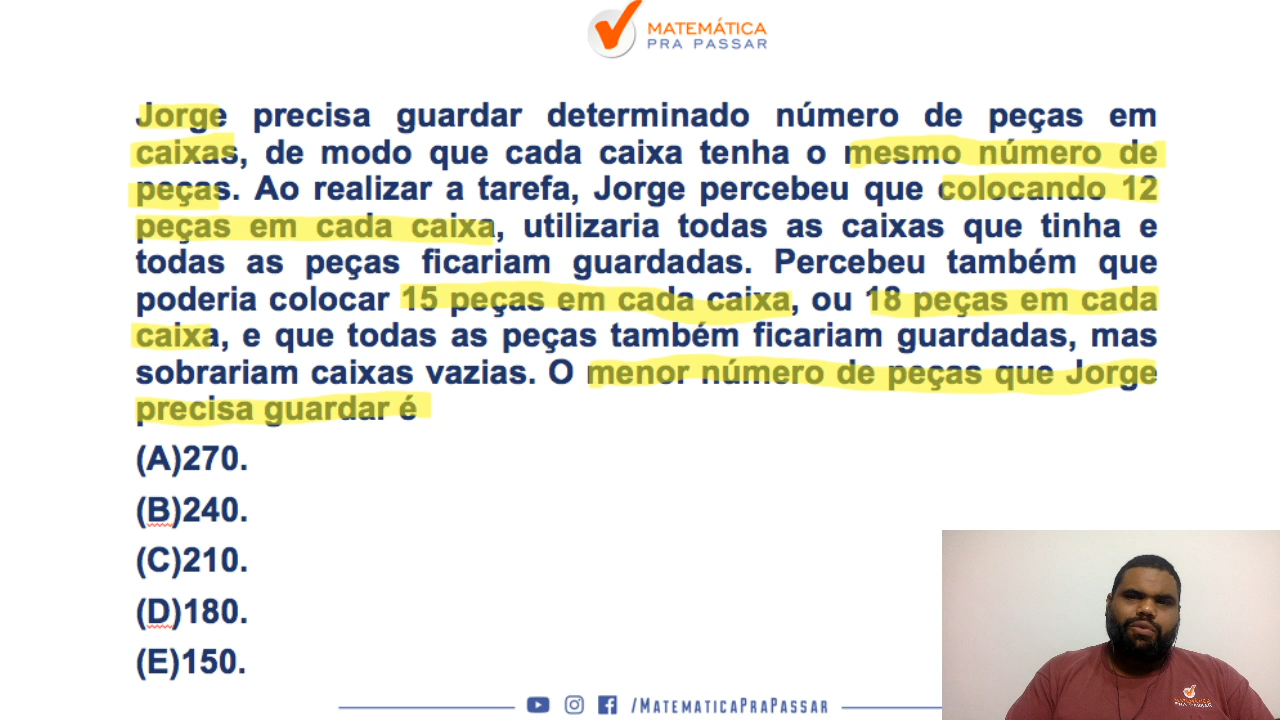 MATEMÁTICA
PRA PASSAR
Jorge precisa guardar determinado número de peças em
caixas, de modo que cada caixa tenha o mesmo número de
peças. Ao realizar a tarefa, Jorge percebeu que colocando 12
peças em cada caixa, utilizaria todas as caixas que tinha e
todas as peças ficariam guardadas. Percebeu também que
poderia colocar 15 peças em cada caixa, ou 18 peças em cada
caixa, e que todas as peças também ficariam guardadas, mas
sobrariam caixas vazias. O menor número de peças que Jorge
precisa guardar é
(A)270.
(B)240.
(C)210.
(D)180.
(E)150.
MATEMÁTICA
PRA PASSAR
/MATEMATICAPRAPASSAR